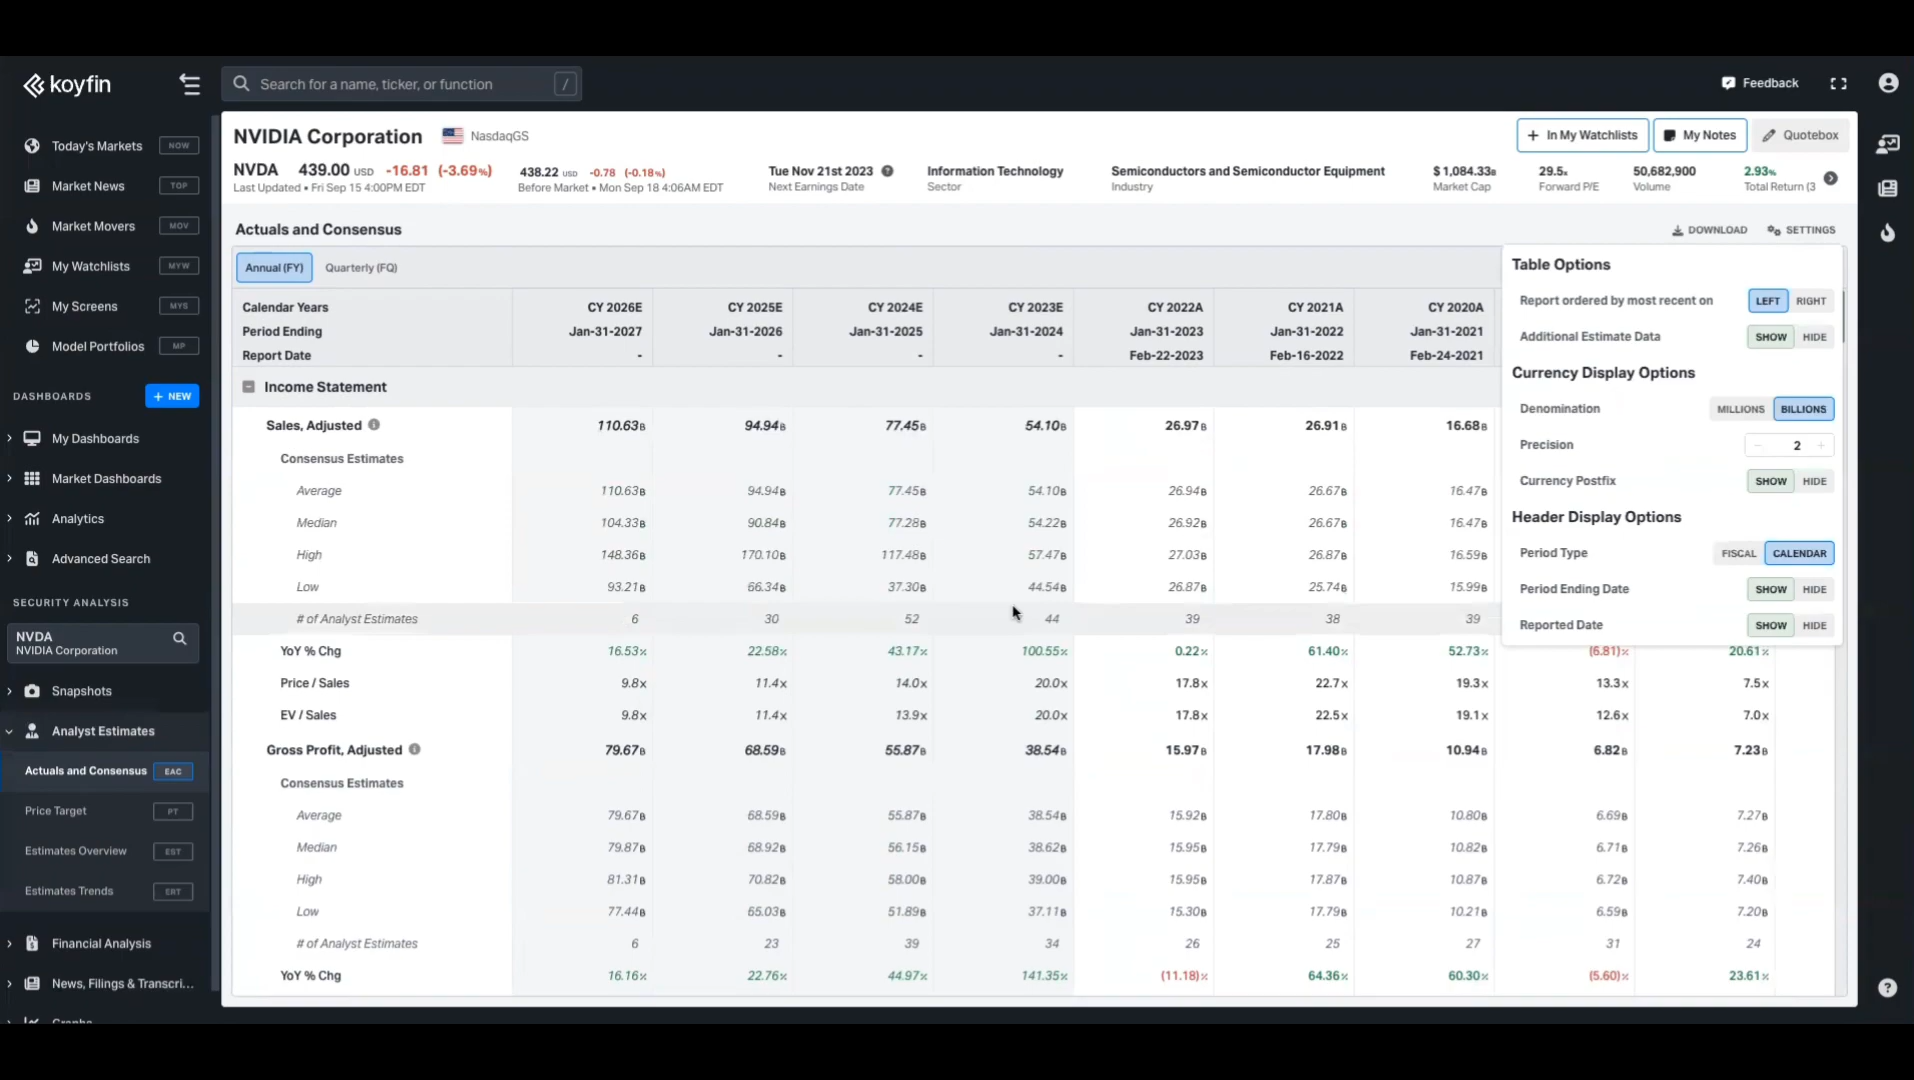 koyfin
Search for a name, ticker, or function /
Feedback
Today's Markets NOW
Market News TOP
Market Movers MOV
My Watchlists MYW
My Screens MYS
Model Portfolios MP
DASHBOARDS + NEW
My Dashboards
Market Dashboards
Analytics
Advanced Search
SECURITY ANALYSIS
NVDA
NVIDIA Corporation
Snapshots
Analyst Estimates
Actuals and Consensus EAC
Price Target PT
Estimates Overview EST
Estimates Trends ERT
Financial Analysis
News, Filings & Transcri...
NVIDIA Corporation NasdaqGS
+ In My Watchlists My Notes Quotebox
NVDA 439.00 USD -16.81 (-3.69%) 438.22 USD -0.78 (-0.18%) Tue Nov 21st 2023 Information Technology Semiconductors and Semiconductor Equipment $ 1,084.33B 29.5x 50,682,900 2.93%
Last Updated • Fri Sep 15 4:00PM EDT Before Market • Mon Sep 18 4:06AM EDT Next Earnings Date Sector Industry Market Cap Forward P/E Volume Total Return (3
Actuals and Consensus DOWNLOAD SETTINGS
Annual (FY) Quarterly (FQ)
Calendar Years CY 2026E CY 2025E CY 2024E CY 2023E CY 2022A CY 2021A CY 2020A
Period Ending Jan-31-2027 Jan-31-2026 Jan-31-2025 Jan-31-2024 Jan-31-2023 Jan-31-2022 Jan-31-2021
Report Date - - - - Feb-22-2023 Feb-16-2022 Feb-24-2021
Income Statement
Sales, Adjusted 110.63B 94.94B 77.45B 54.10B 26.97B 26.91B 16.68B
Consensus Estimates
Average 110.63B 94.94B 77.45B 54.10B 26.94B 26.67B 16.47B
Median 104.33B 90.84B 77.28B 54.22B 26.92B 26.67B 16.47B
High 148.36B 170.10B 117.48B 57.47B 27.03B 26.87B 16.59B
Low 93.21B 66.34B 37.30B 44.54B 26.87B 25.74B 15.99B
# of Analyst Estimates 6 30 52 44 39 38 39
YoY % Chg 16.53% 22.58% 43.17% 100.55% 0.22% 61.40% 52.73% (6.81)% 20.61%
Price / Sales 9.8x 11.4x 14.0x 20.0x 17.8x 22.7x 19.3x 13.3x 7.5x
EV / Sales 9.8x 11.4x 13.9x 20.0x 17.8x 22.5x 19.1x 12.6x 7.0x
Gross Profit, Adjusted 79.67B 68.59B 55.87B 38.54B 15.97B 17.98B 10.94B 6.82B 7.23B
Consensus Estimates
Average 79.67B 68.59B 55.87B 38.54B 15.92B 17.80B 10.80B 6.69B 7.27B
Median 79.87B 68.92B 56.15B 38.62B 15.95B 17.79B 10.82B 6.71B 7.26B
High 81.31B 70.82B 58.00B 39.00B 15.95B 17.87B 10.87B 6.72B 7.40B
Low 77.44B 65.03B 51.89B 37.11B 15.30B 17.79B 10.21B 6.59B 7.20B
# of Analyst Estimates 6 23 39 34 26 25 27 31 24
YoY % Chg 16.16% 22.76% 44.97% 141.35% (11.18)% 64.36% 60.30% (5.60)% 23.61%
Table Options
Report ordered by most recent on LEFT RIGHT
Additional Estimate Data SHOW HIDE
Currency Display Options
Denomination MILLIONS BILLIONS
Precision − 2 +
Currency Postfix SHOW HIDE
Header Display Options
Period Type FISCAL CALENDAR
Period Ending Date SHOW HIDE
Reported Date SHOW HIDE